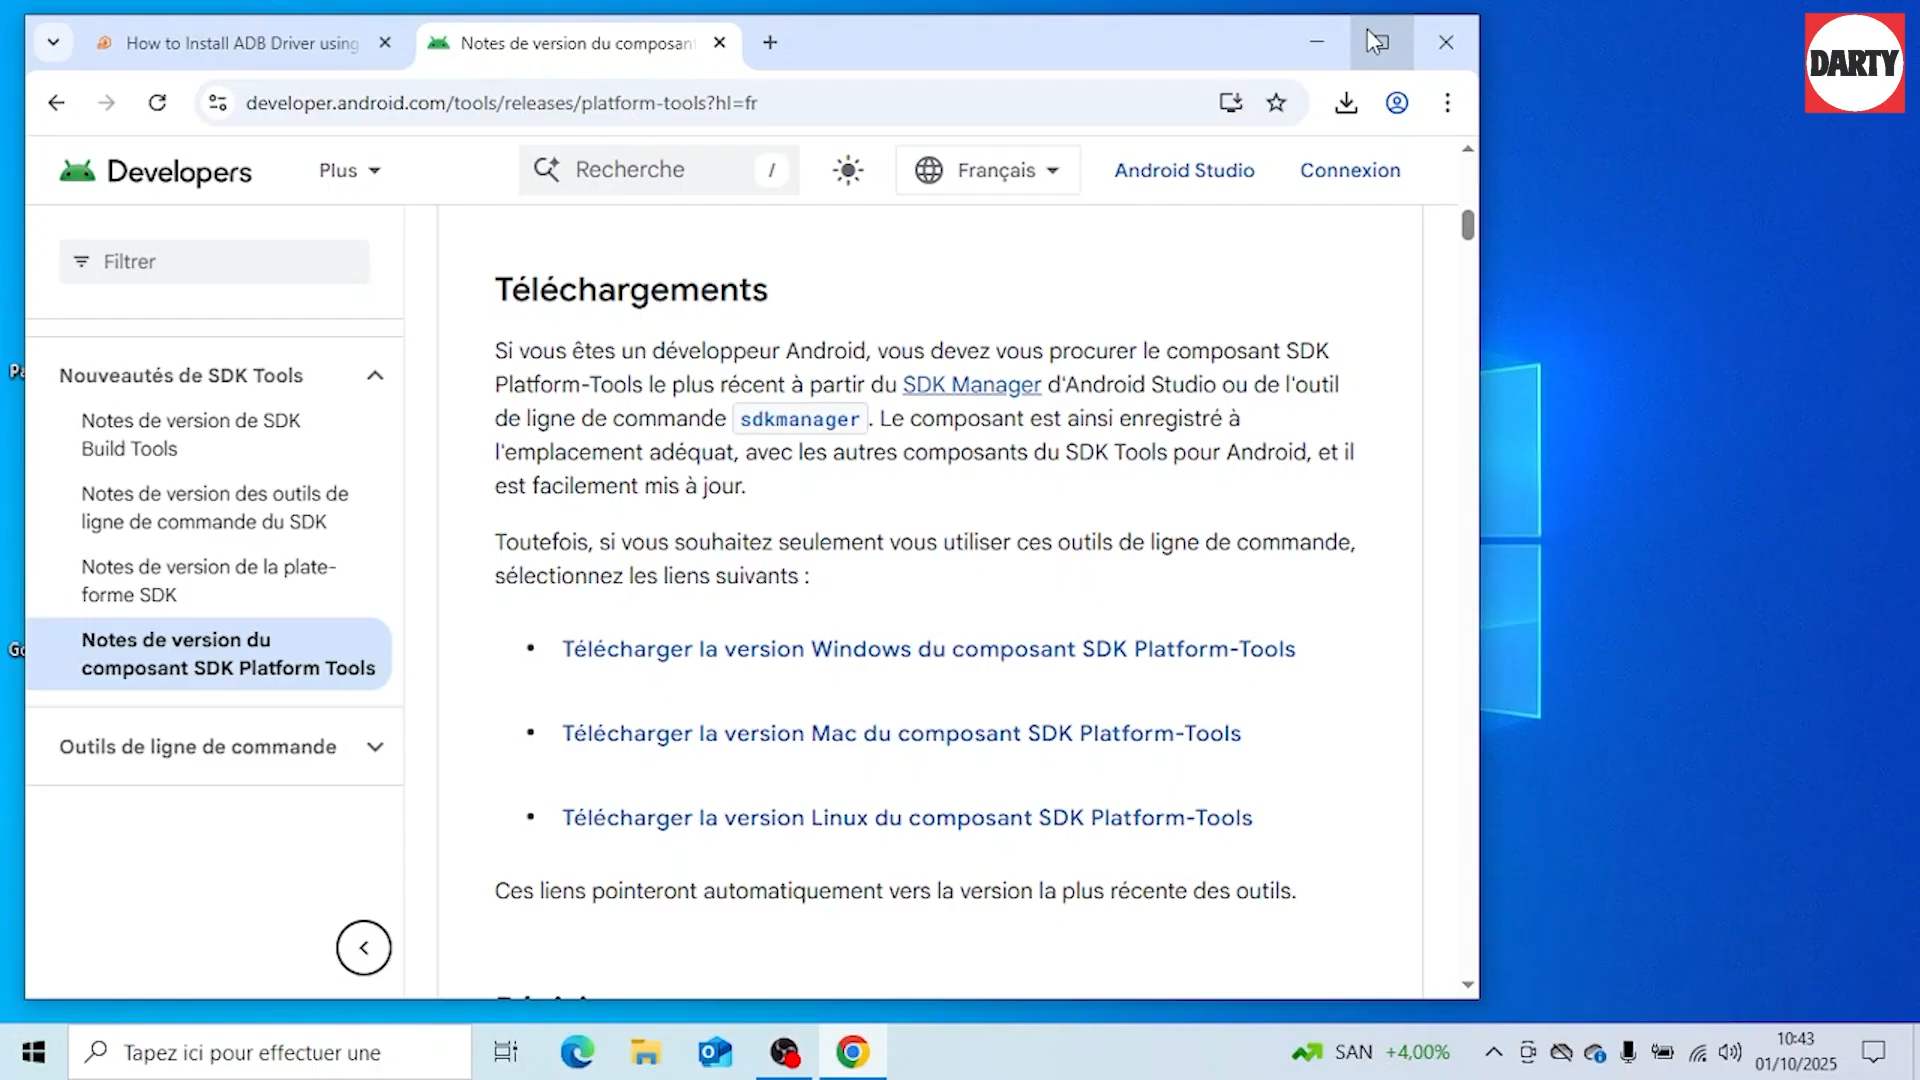 How to Install ADB Driver using
Notes de version du composant
DARTY
developer.android.com/tools/releases/platform-tools?hl=fr
Developers
Plus
Recherche
/
Français
Android Studio
Connexion
Filtrer
Nouveautés de SDK Tools
Notes de version de SDK
Build Tools
Notes de version des outils de
ligne de commande du SDK
Notes de version de la plate-
forme SDK
Notes de version du
composant SDK Platform Tools
Outils de ligne de commande
Téléchargements
Si vous êtes un développeur Android, vous devez vous procurer le composant SDK
Platform-Tools le plus récent à partir du SDK Manager d'Android Studio ou de l'outil
de ligne de commande sdkmanager. Le composant est ainsi enregistré à
l'emplacement adéquat, avec les autres composants du SDK Tools pour Android, et il
est facilement mis à jour.
Toutefois, si vous souhaitez seulement vous utiliser ces outils de ligne de commande,
sélectionnez les liens suivants :
• Télécharger la version Windows du composant SDK Platform-Tools
• Télécharger la version Mac du composant SDK Platform-Tools
• Télécharger la version Linux du composant SDK Platform-Tools
Ces liens pointeront automatiquement vers la version la plus récente des outils.
Pa
Go
Tapez ici pour effectuer une
SAN +4,00%
10:43
01/10/2025